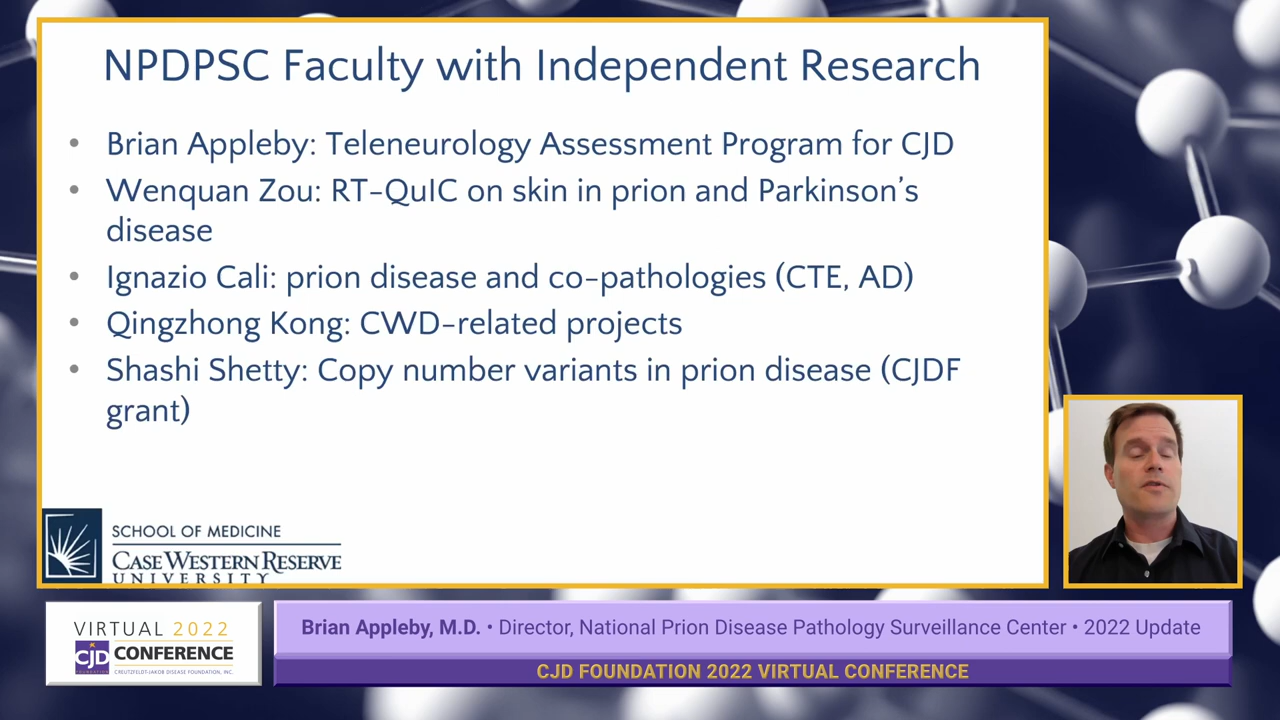 NPDPSC Faculty with Independent Research
• Brian Appleby: Teleneurology Assessment Program for CJD
• Wenquan Zou: RT-QuIC on skin in prion and Parkinson's
disease
• Ignazio Cali: prion disease and co-pathologies (CTE, AD)
• Qingzhong Kong: CWD-related projects
• Shashi Shetty: Copy number variants in prion disease (CJDF
grant)
SCHOOL OF MEDICINE
CASE WESTERN RESERVE
UNIVERSITY
VIRTUAL 2022
CJD CONFERENCE
FOUNDATION
CREUTZFELDT-JAKOB DISEASE FOUNDATION, INC.
Brian Appleby, M.D. • Director, National Prion Disease Pathology Surveillance Center • 2022 Update
CJD FOUNDATION 2022 VIRTUAL CONFERENCE